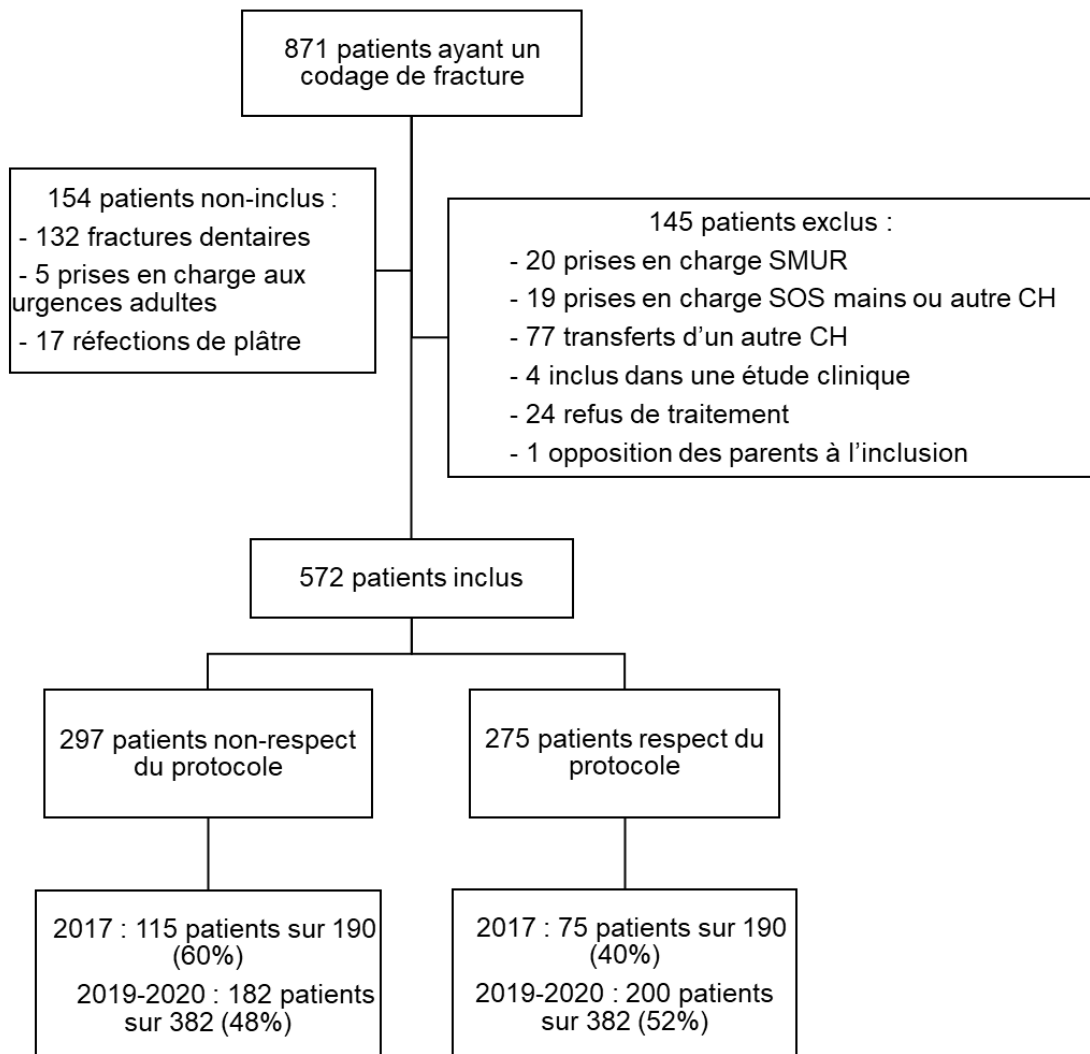 871 patients ayant un
codage de fracture
154 patients non-inclus :
- 132 fractures dentaires
- 5 prises en charge aux
urgences adultes
- 17 réfections de plâtre
145 patients exclus :
- 20 prises en charge SMUR
- 19 prises en charge SOS mains ou autre CH
- 77 transferts d’un autre CH
- 4 inclus dans une étude clinique
- 24 refus de traitement
- 1 opposition des parents à l’inclusion
572 patients inclus
297 patients non-respect
du protocole
275 patients respect du
protocole
2017 : 115 patients sur 190
(60%)
2019-2020 : 182 patients
sur 382 (48%)
2017 : 75 patients sur 190
(40%)
2019-2020 : 200 patients
sur 382 (52%)